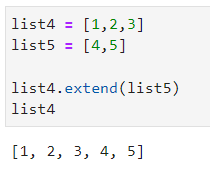 list4 = [1,2,3]
list5 = [4,5]
list4.extend(list5)
list4
[1, 2, 3, 4, 5]